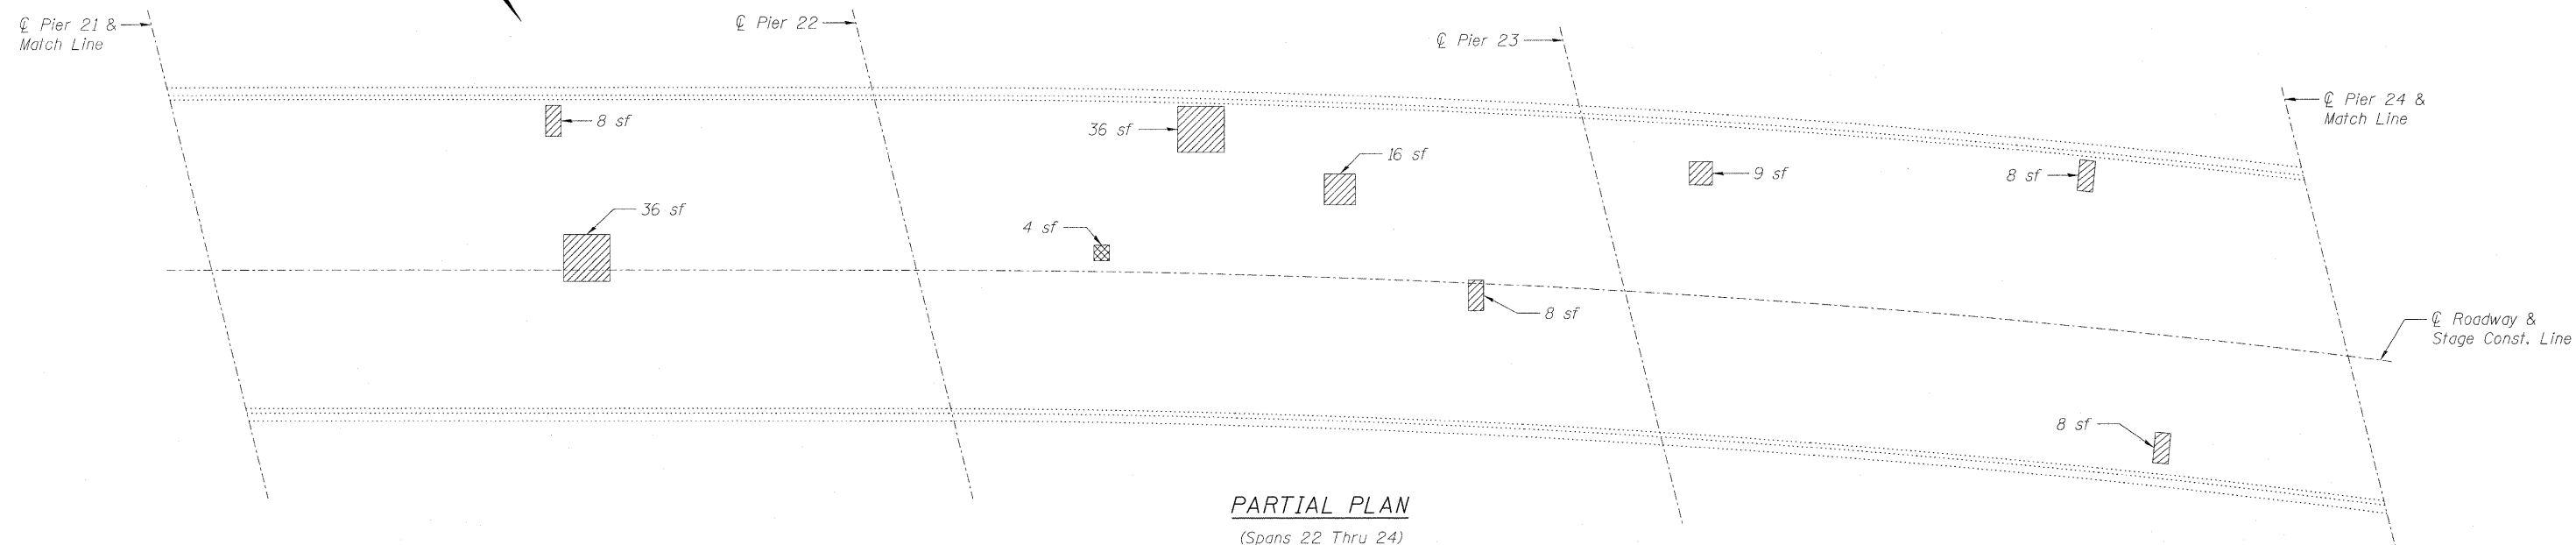 ℄ Pier 21 &
Match Line
℄ Pier 22
℄ Pier 23
℄ Pier 24 &
Match Line
8 sf
36 sf
36 sf
16 sf
4 sf
8 sf
9 sf
8 sf
8 sf
℄ Roadway &
Stage Const. Line
PARTIAL PLAN
(Spans 22 Thru 24)